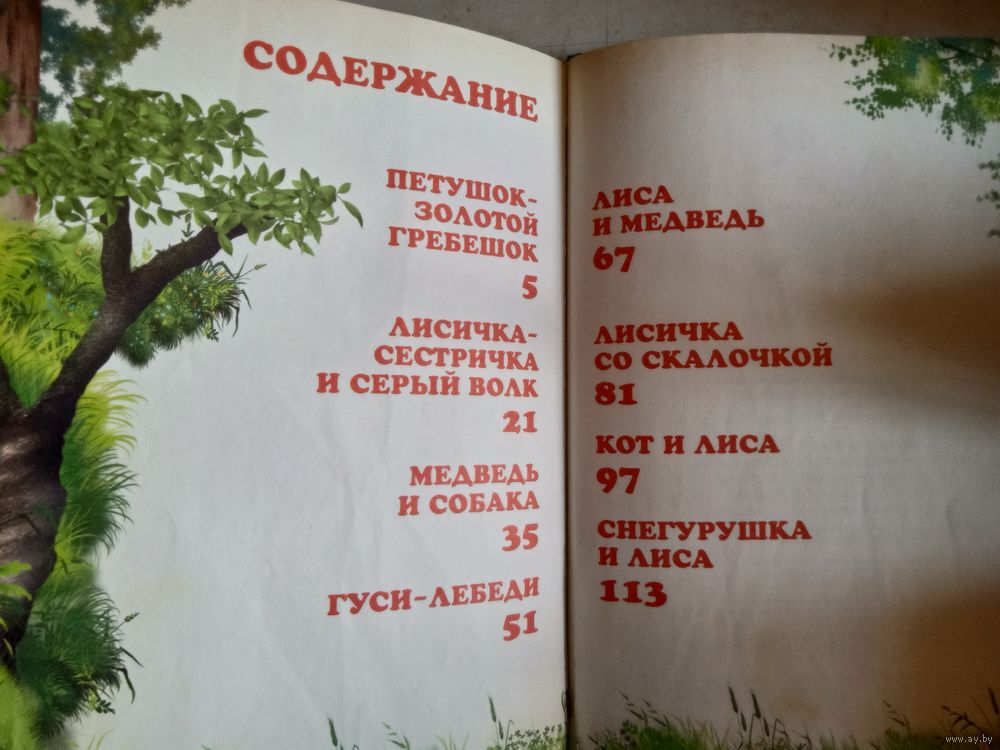 СОДЕРЖАНИЕ
ПЕТУШОК-
ЗОЛОТОЙ
ГРЕБЕШОК
5
ЛИСИЧКА-
СЕСТРИЧКА
И СЕРЫЙ ВОЛК
21
МЕДВЕДЬ
И СОБАКА
35
ГУСИ-ЛЕБЕДИ
51
ЛИСА
И МЕДВЕДЬ
67
ЛИСИЧКА
СО СКАЛОЧКОЙ
81
КОТ И ЛИСА
97
СНЕГУРУШКА
И ЛИСА
113
www.ay.by